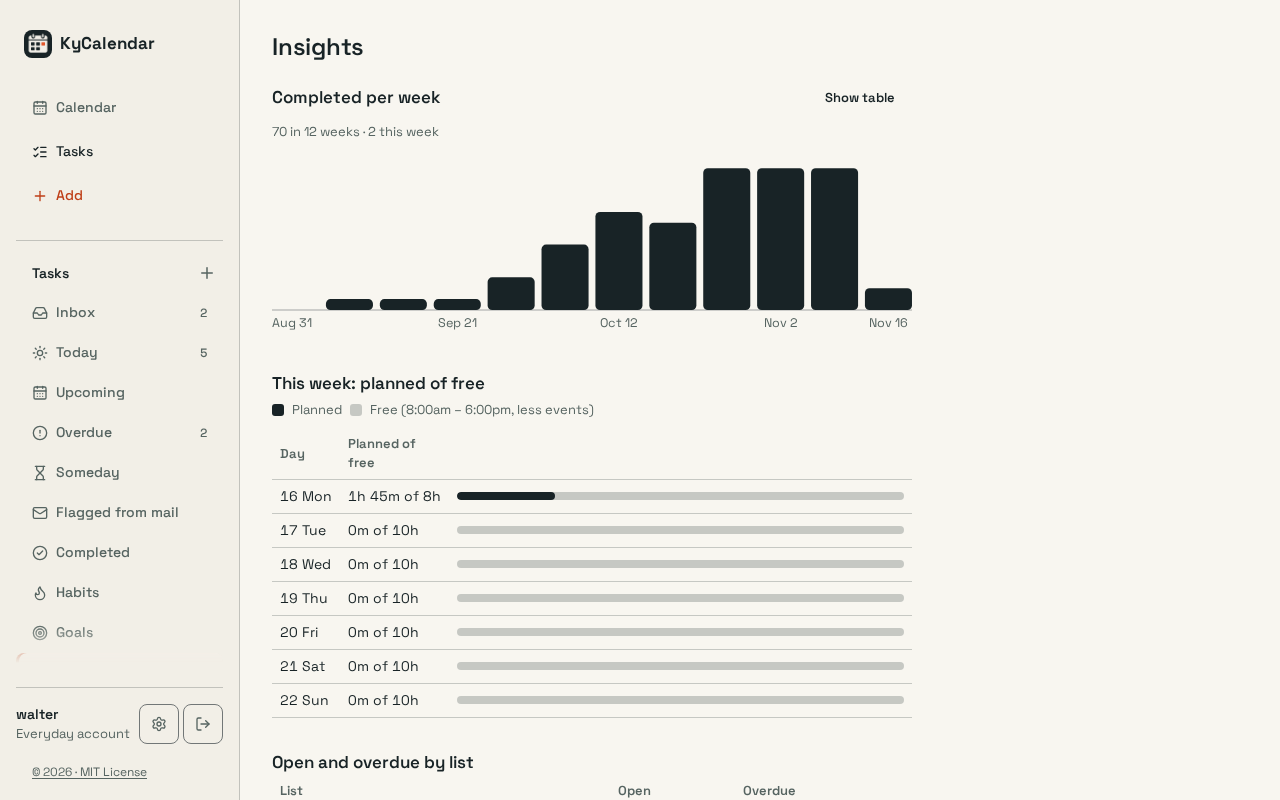 KyCalendar
Calendar
Tasks
Add
Tasks
Inbox 2
Today 5
Upcoming
Overdue 2
Someday
Flagged from mail
Completed
Habits
Goals
walter
Everyday account
© 2026 · MIT License
Insights
Completed per week
Show table
70 in 12 weeks · 2 this week
Aug 31 Sep 21 Oct 12 Nov 2 Nov 16
This week: planned of free
Planned Free (8:00am – 6:00pm, less events)
Day Planned of free
16 Mon 1h 45m of 8h
17 Tue 0m of 10h
18 Wed 0m of 10h
19 Thu 0m of 10h
20 Fri 0m of 10h
21 Sat 0m of 10h
22 Sun 0m of 10h
Open and overdue by list
List Open Overdue